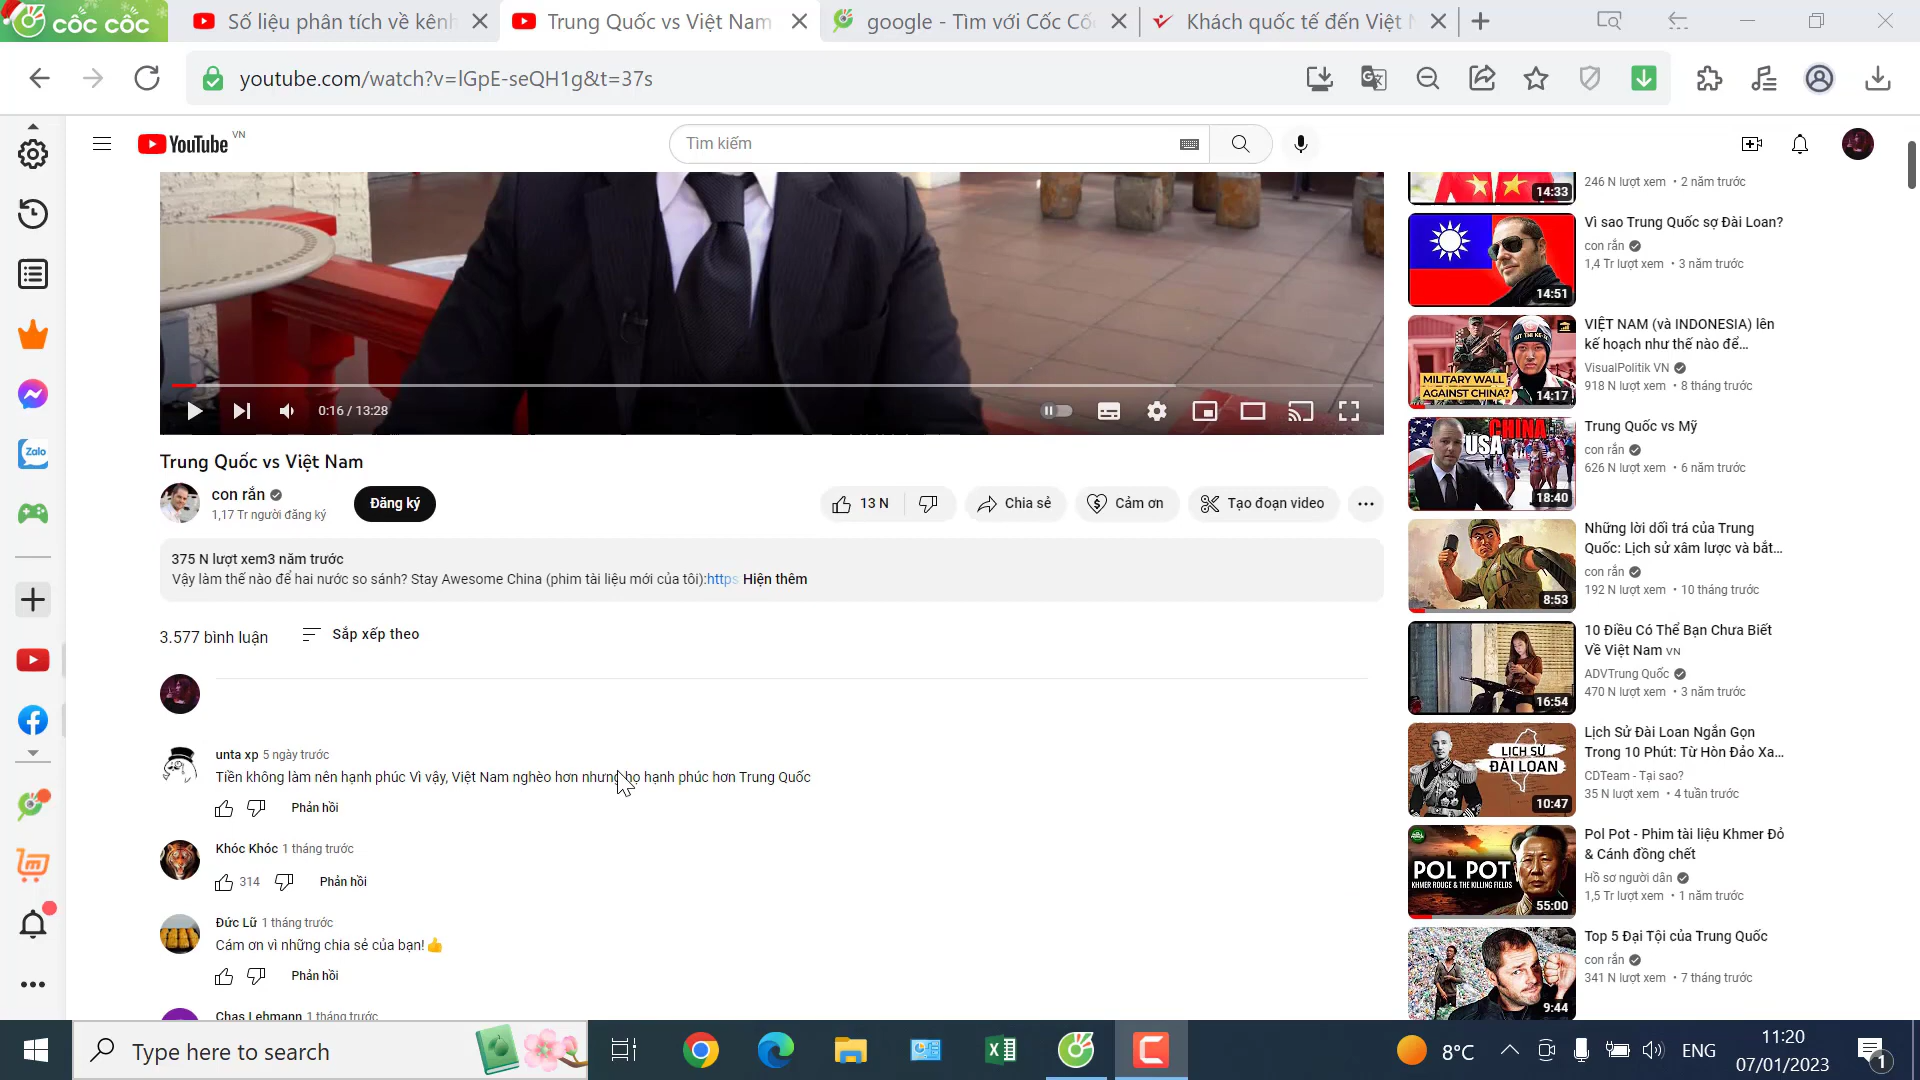 cốc cốc
Số liệu phân tích về kênh
Trung Quốc vs Việt Nam
google - Tìm với Cốc Cốc
Khách quốc tế đến Việt N
youtube.com/watch?v=lGpE-seQH1g&t=37s
YouTube VN
Tìm kiếm
0:16 / 13:28
Trung Quốc vs Việt Nam
con rắn
1,17 Tr người đăng ký
Đăng ký
13 N
Chia sẻ
Cảm ơn
Tạo đoạn video
375 N lượt xem3 năm trước
Vậy làm thế nào để hai nước so sánh? Stay Awesome China (phim tài liệu mới của tôi):https Hiện thêm
3.577 bình luận
Sắp xếp theo
unta xp 5 ngày trước
Tiền không làm nên hạnh phúc Vì vậy, Việt Nam nghèo hơn nhưng họ hạnh phúc hơn Trung Quốc
Phản hồi
Khóc Khóc 1 tháng trước
314
Phản hồi
Đức Lữ 1 tháng trước
Cám ơn vì những chia sẻ của bạn!👍
Phản hồi
Chas Lehmann 1 tháng trước
14:33
246 N lượt xem • 2 năm trước
14:51
Vì sao Trung Quốc sợ Đài Loan?
con rắn
1,4 Tr lượt xem • 3 năm trước
MILITARY WALL
AGAINST CHINA?
14:17
VIỆT NAM (và INDONESIA) lên
kế hoạch như thế nào để...
VisualPolitik VN
918 N lượt xem • 8 tháng trước
CHINA
USA
18:40
Trung Quốc vs Mỹ
con rắn
626 N lượt xem • 6 năm trước
8:53
Những lời dối trá của Trung
Quốc: Lịch sử xâm lược và bắt...
con rắn
192 N lượt xem • 10 tháng trước
16:54
10 Điều Có Thể Bạn Chưa Biết
Về Việt Nam VN
ADVTrung Quốc
470 N lượt xem • 3 năm trước
LỊCH SỬ
ĐÀI LOAN
10:47
Lịch Sử Đài Loan Ngắn Gọn
Trong 10 Phút: Từ Hòn Đảo Xa...
CDTeam - Tại sao?
35 N lượt xem • 4 tuần trước
POL POT
KHMER ROUGE & THE KILLING FIELDS
55:00
Pol Pot - Phim tài liệu Khmer Đỏ
& Cánh đồng chết
Hồ sơ người dân
1,5 Tr lượt xem • 1 năm trước
9:44
Top 5 Đại Tội của Trung Quốc
con rắn
341 N lượt xem • 7 tháng trước
Zalo
Type here to search
8°C
ENG
11:20
07/01/2023
1